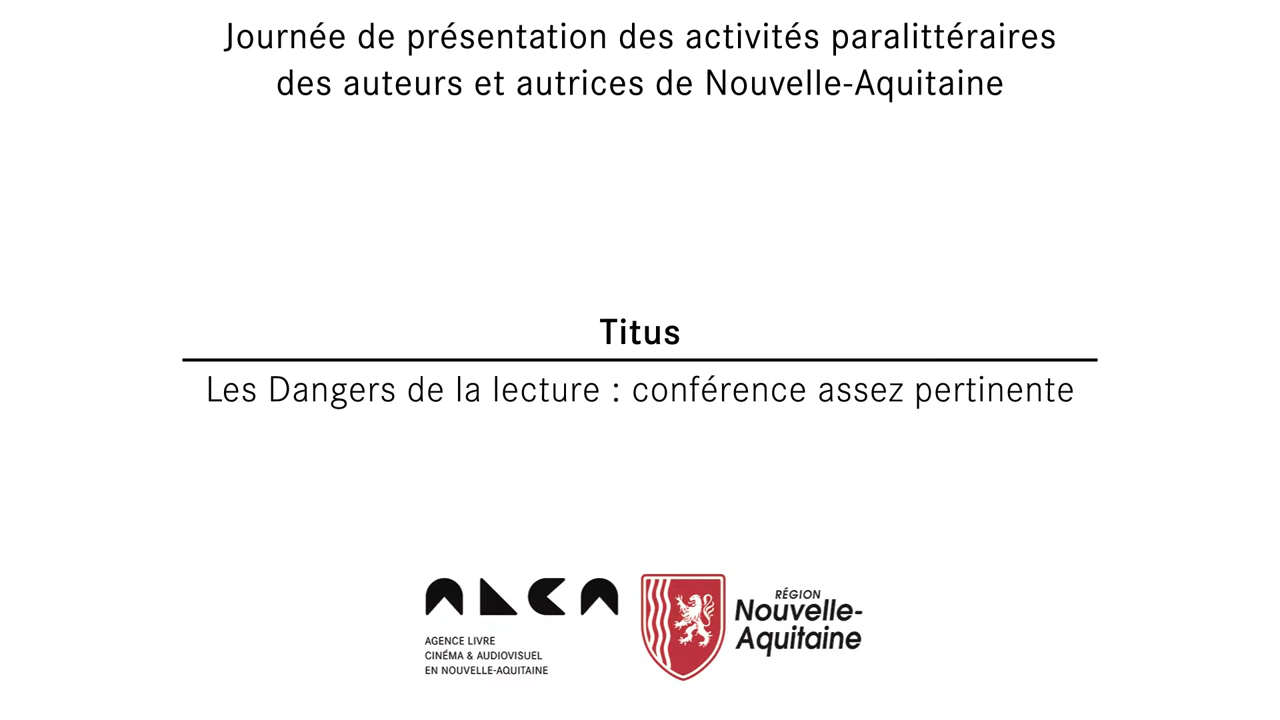 Journée de présentation des activités paralittéraires
des auteurs et autrices de Nouvelle-Aquitaine
Titus
Les Dangers de la lecture : conférence assez pertinente
ALCA
AGENCE LIVRE
CINÉMA & AUDIOVISUEL
EN NOUVELLE-AQUITAINE
RÉGION
Nouvelle-
Aquitaine